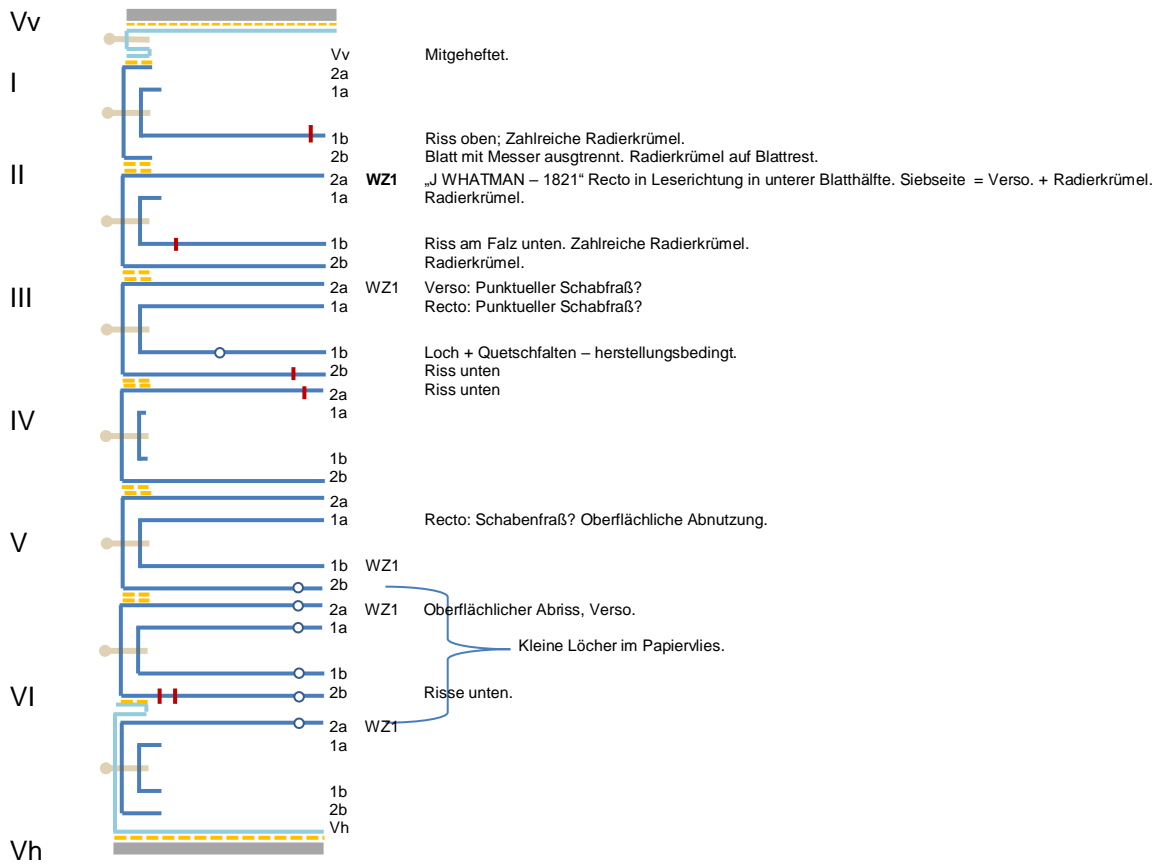 Vv
Vv Mitgeheftet.
I
2a
1a
1b Riss oben; Zahlreiche Radierkrümel.
2b Blatt mit Messer ausgtrennt. Radierkrümel auf Blattrest.
II
2a WZ1 „J WHATMAN – 1821“ Recto in Leserichtung in unterer Blatthälfte. Siebseite = Verso. + Radierkrümel.
1a Radierkrümel.
1b Riss am Falz unten. Zahlreiche Radierkrümel.
2b Radierkrümel.
III
2a WZ1 Verso: Punktueller Schabfraß?
1a Recto: Punktueller Schabfraß?
1b Loch + Quetschfalten – herstellungsbedingt.
2b Riss unten
2a Riss unten
IV
1a
1b
2b
2a
1a Recto: Schabenfraß? Oberflächliche Abnutzung.
V
1b WZ1
2b
2a WZ1 Oberflächlicher Abriss, Verso.
1a
Kleine Löcher im Papiervlies.
1b
VI
2b Risse unten.
2a WZ1
1a
1b
2b
Vh
Vh